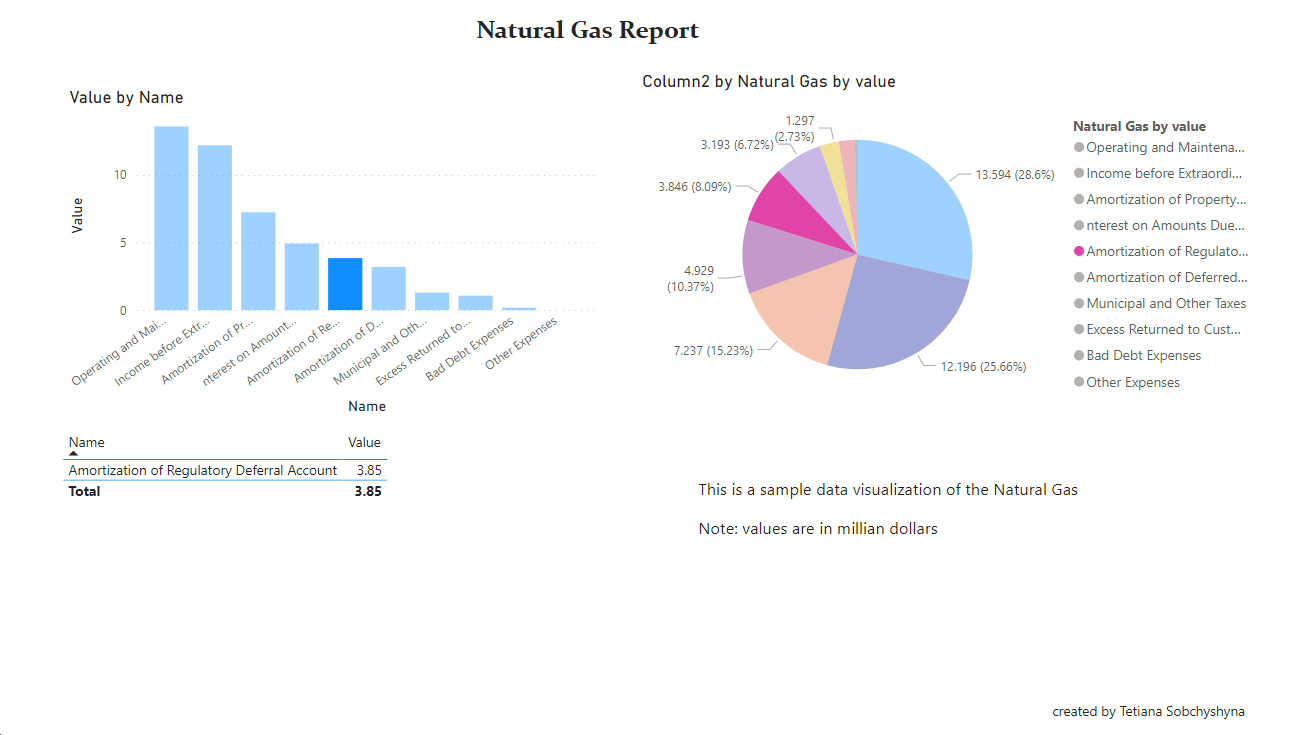 Natural Gas Report
Value by Name
Value
10
5
0
Operating and Mai...
Income before Extr...
Amortization of Pr...
nterest on Amount...
Amortization of Re...
Amortization of D...
Municipal and Oth...
Excess Returned to...
Bad Debt Expenses
Other Expenses
Name
Name Value
Amortization of Regulatory Deferral Account 3.85
Total 3.85
Column2 by Natural Gas by value
1.297
(2.73%)
3.193 (6.72%)
3.846 (8.09%)
4.929
(10.37%)
7.237 (15.23%)
12.196 (25.66%)
13.594 (28.6%)
Natural Gas by value
Operating and Maintena...
Income before Extraordi...
Amortization of Property...
nterest on Amounts Due...
Amortization of Regulato...
Amortization of Deferred...
Municipal and Other Taxes
Excess Returned to Cust...
Bad Debt Expenses
Other Expenses
This is a sample data visualization of the Natural Gas
Note: values are in millian dollars
created by Tetiana Sobchyshyna